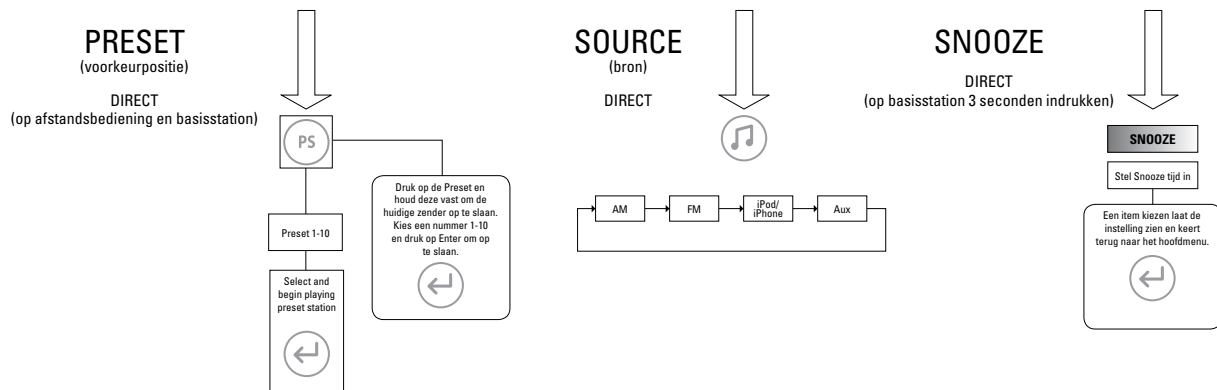 PRESET
(voorkeurpositie)
DIRECT
(op afstandsbediening en basisstation)
PS
Preset 1-10
Select and
begin playing
preset station
Druk op de Preset en
houd deze vast om de
huidige zender op te slaan.
Kies een nummer 1-10
en druk op Enter om op
te slaan.
SOURCE
(bron)
DIRECT
AM
FM
iPod/
iPhone
Aux
SNOOZE
DIRECT
(op basisstation 3 seconden indrukken)
SNOOZE
Stel Snooze tijd in
Een item kiezen laat de
instelling zien en keert
terug naar het hoofdmenu.